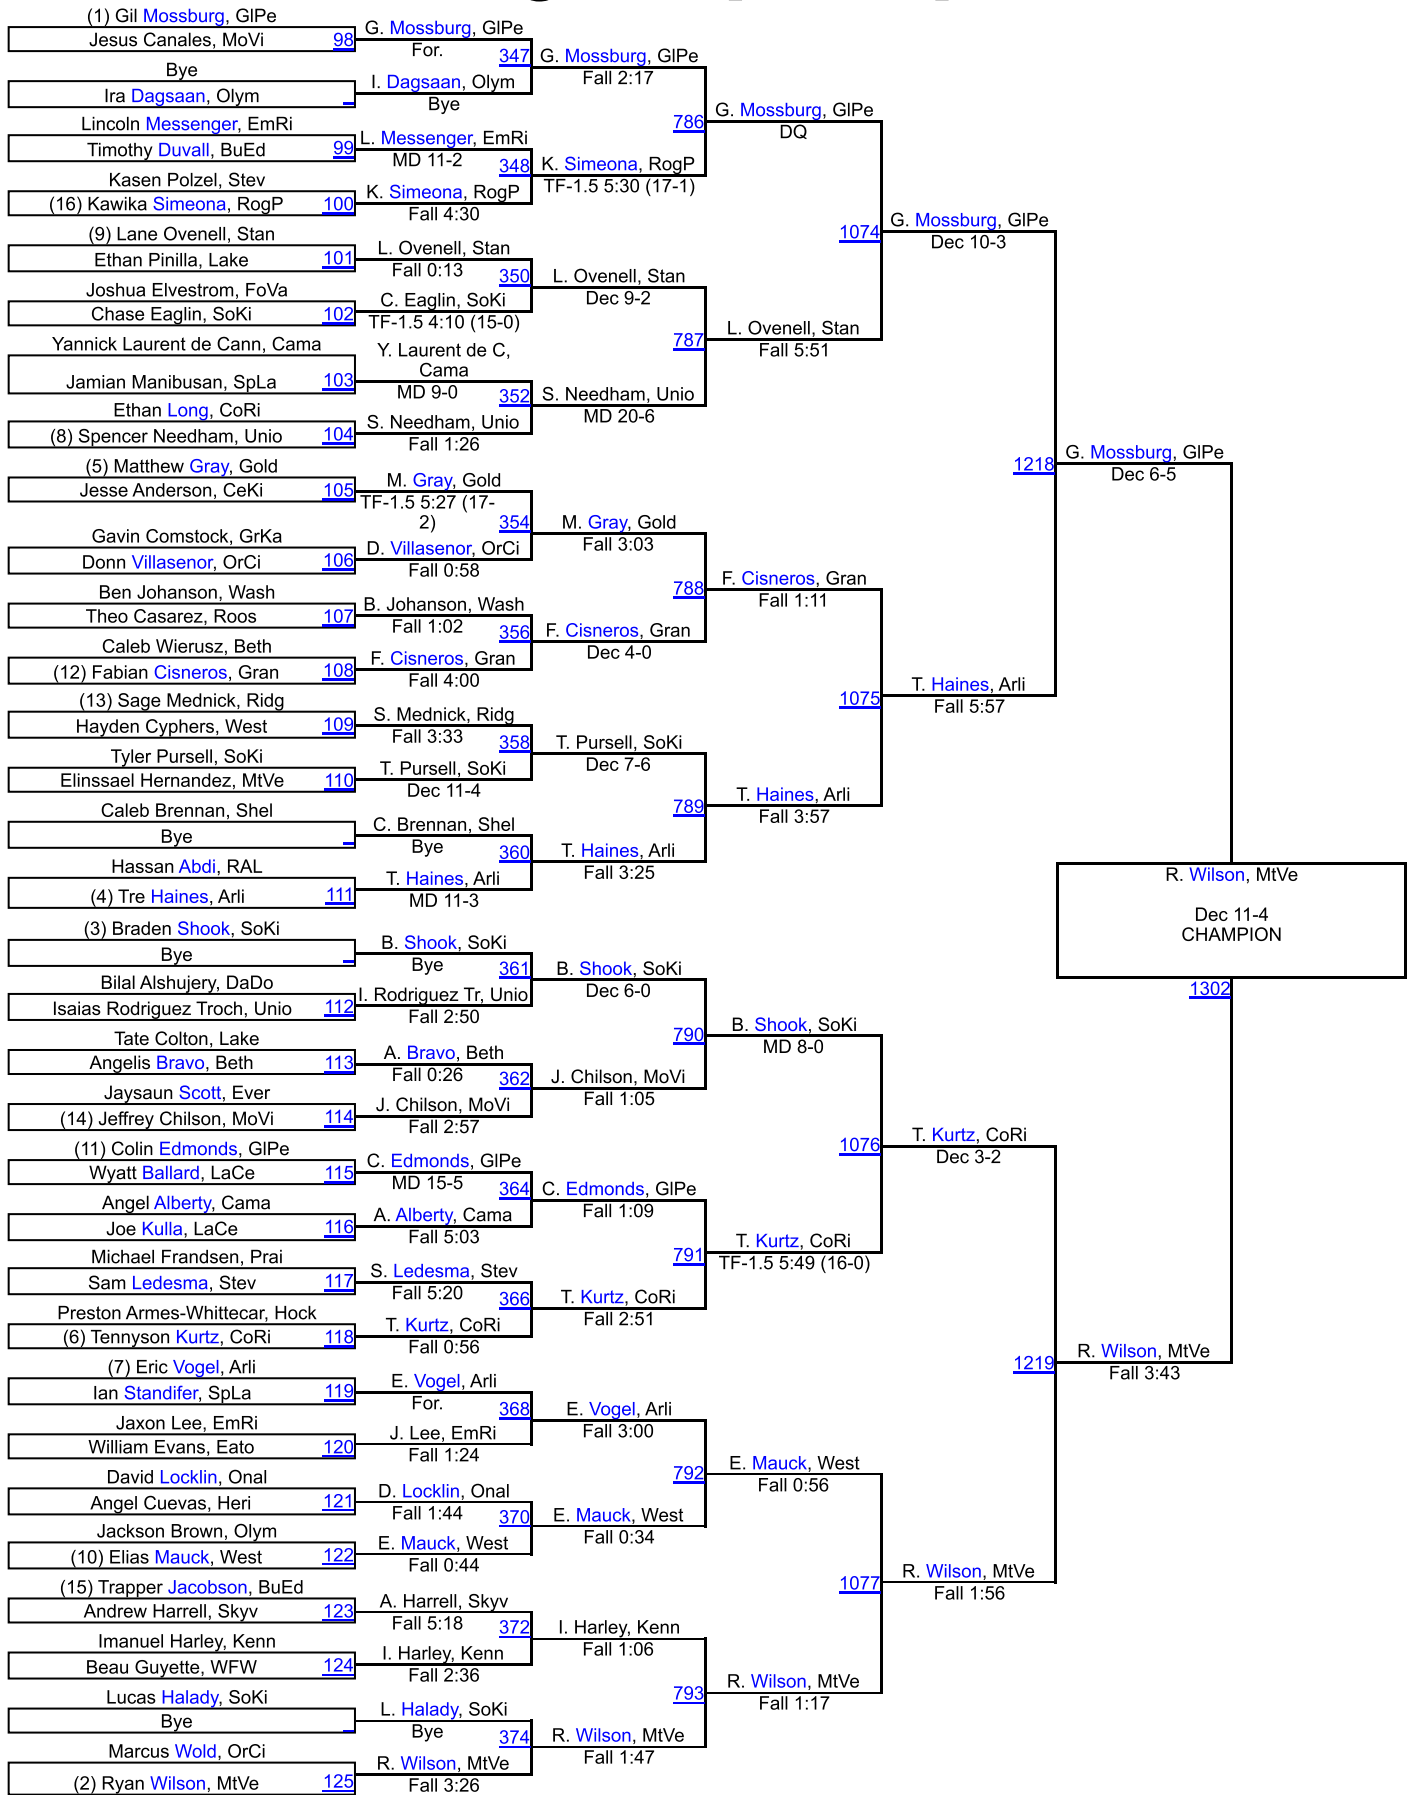 (1) Gil Mossburg, GlPe
Jesus Canales, MoVi 98
Bye
Ira Dagsaan, Olym
Lincoln Messenger, EmRi
Timothy Duvall, BuEd 99
Kasen Polzel, Stev
(16) Kawika Simeona, RogP 100
(9) Lane Ovenell, Stan
Ethan Pinilla, Lake 101
Joshua Elvestrom, FoVa
Chase Eaglin, SoKi 102
Yannick Laurent de Cann, Cama
Jamian Manibusan, SpLa 103
Ethan Long, CoRi
(8) Spencer Needham, Unio 104
(5) Matthew Gray, Gold
Jesse Anderson, CeKi 105
Gavin Comstock, GrKa
Donn Villasenor, OrCi 106
Ben Johanson, Wash
Theo Casarez, Roos 107
Caleb Wierusz, Beth
(12) Fabian Cisneros, Gran 108
(13) Sage Mednick, Ridg
Hayden Cyphers, West 109
Tyler Pursell, SoKi
Elinssael Hernandez, MtVe 110
Caleb Brennan, Shel
Bye
Hassan Abdi, RAL
(4) Tre Haines, Arli 111
(3) Braden Shook, SoKi
Bye
Bilal Alshujery, DaDo
Isaias Rodriguez Troch, Unio 112
Tate Colton, Lake
Angelis Bravo, Beth 113
Jaysaun Scott, Ever
(14) Jeffrey Chilson, MoVi 114
(11) Colin Edmonds, GlPe
Wyatt Ballard, LaCe 115
Angel Alberty, Cama
Joe Kulla, LaCe 116
Michael Frandsen, Prai
Sam Ledesma, Stev 117
Preston Armes-Whittecar, Hock
(6) Tennyson Kurtz, CoRi 118
(7) Eric Vogel, Arli
Ian Standifer, SpLa 119
Jaxon Lee, EmRi
William Evans, Eato 120
David Locklin, Onal
Angel Cuevas, Heri 121
Jackson Brown, Olym
(10) Elias Mauck, West 122
(15) Trapper Jacobson, BuEd
Andrew Harrell, Skyv 123
Imanuel Harley, Kenn
Beau Guyette, WFW 124
Lucas Halady, SoKi
Bye
Marcus Wold, OrCi
(2) Ryan Wilson, MtVe 125
G. Mossburg, GlPe
For.
347
I. Dagsaan, Olym
Bye
L. Messenger, EmRi
MD 11-2
348
K. Simeona, RogP
Fall 4:30
L. Ovenell, Stan
Fall 0:13
350
C. Eaglin, SoKi
TF-1.5 4:10 (15-0)
Y. Laurent de C,
Cama
MD 9-0
352
S. Needham, Unio
Fall 1:26
M. Gray, Gold
TF-1.5 5:27 (17-
2)
354
D. Villasenor, OrCi
Fall 0:58
B. Johanson, Wash
Fall 1:02
356
F. Cisneros, Gran
Fall 4:00
S. Mednick, Ridg
Fall 3:33
358
T. Pursell, SoKi
Dec 11-4
C. Brennan, Shel
Bye
360
T. Haines, Arli
MD 11-3
B. Shook, SoKi
Bye
361
I. Rodriguez Tr, Unio
Fall 2:50
A. Bravo, Beth
Fall 0:26
362
J. Chilson, MoVi
Fall 2:57
C. Edmonds, GlPe
MD 15-5
364
A. Alberty, Cama
Fall 5:03
S. Ledesma, Stev
Fall 5:20
366
T. Kurtz, CoRi
Fall 0:56
E. Vogel, Arli
For.
368
J. Lee, EmRi
Fall 1:24
D. Locklin, Onal
Fall 1:44
370
E. Mauck, West
Fall 0:44
A. Harrell, Skyv
Fall 5:18
372
I. Harley, Kenn
Fall 2:36
L. Halady, SoKi
Bye
374
R. Wilson, MtVe
Fall 3:26
G. Mossburg, GlPe
Fall 2:17
786
K. Simeona, RogP
TF-1.5 5:30 (17-1)
L. Ovenell, Stan
Dec 9-2
787
S. Needham, Unio
MD 20-6
M. Gray, Gold
Fall 3:03
788
F. Cisneros, Gran
Dec 4-0
T. Pursell, SoKi
Dec 7-6
789
T. Haines, Arli
Fall 3:25
B. Shook, SoKi
Dec 6-0
790
J. Chilson, MoVi
Fall 1:05
C. Edmonds, GlPe
Fall 1:09
791
T. Kurtz, CoRi
Fall 2:51
E. Vogel, Arli
Fall 3:00
792
E. Mauck, West
Fall 0:34
I. Harley, Kenn
Fall 1:06
793
R. Wilson, MtVe
Fall 1:47
G. Mossburg, GlPe
DQ
1074
L. Ovenell, Stan
Fall 5:51
F. Cisneros, Gran
Fall 1:11
1075
T. Haines, Arli
Fall 3:57
B. Shook, SoKi
MD 8-0
1076
T. Kurtz, CoRi
TF-1.5 5:49 (16-0)
E. Mauck, West
Fall 0:56
1077
R. Wilson, MtVe
Fall 1:17
G. Mossburg, GlPe
Dec 10-3
1218
T. Haines, Arli
Fall 5:57
T. Kurtz, CoRi
Dec 3-2
1219
R. Wilson, MtVe
Fall 1:56
G. Mossburg, GlPe
Dec 6-5
R. Wilson, MtVe
Fall 3:43
R. Wilson, MtVe
Dec 11-4
CHAMPION
1302